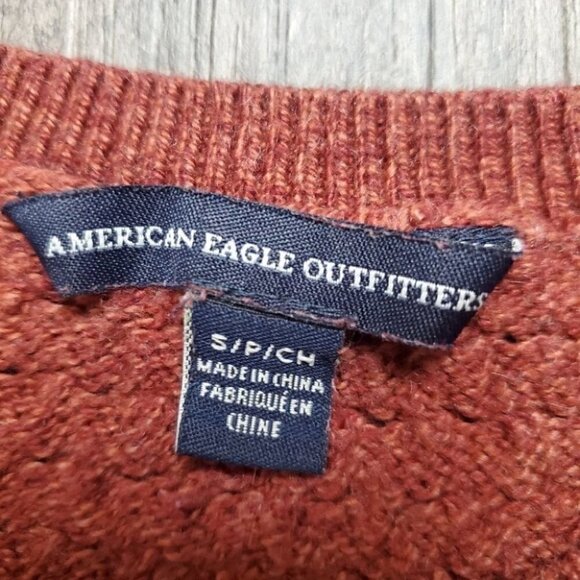 AMERICAN EAGLE OUTFITTERS
S/P/CH
MADE IN CHINA
FABRIQUÉ EN
CHINE